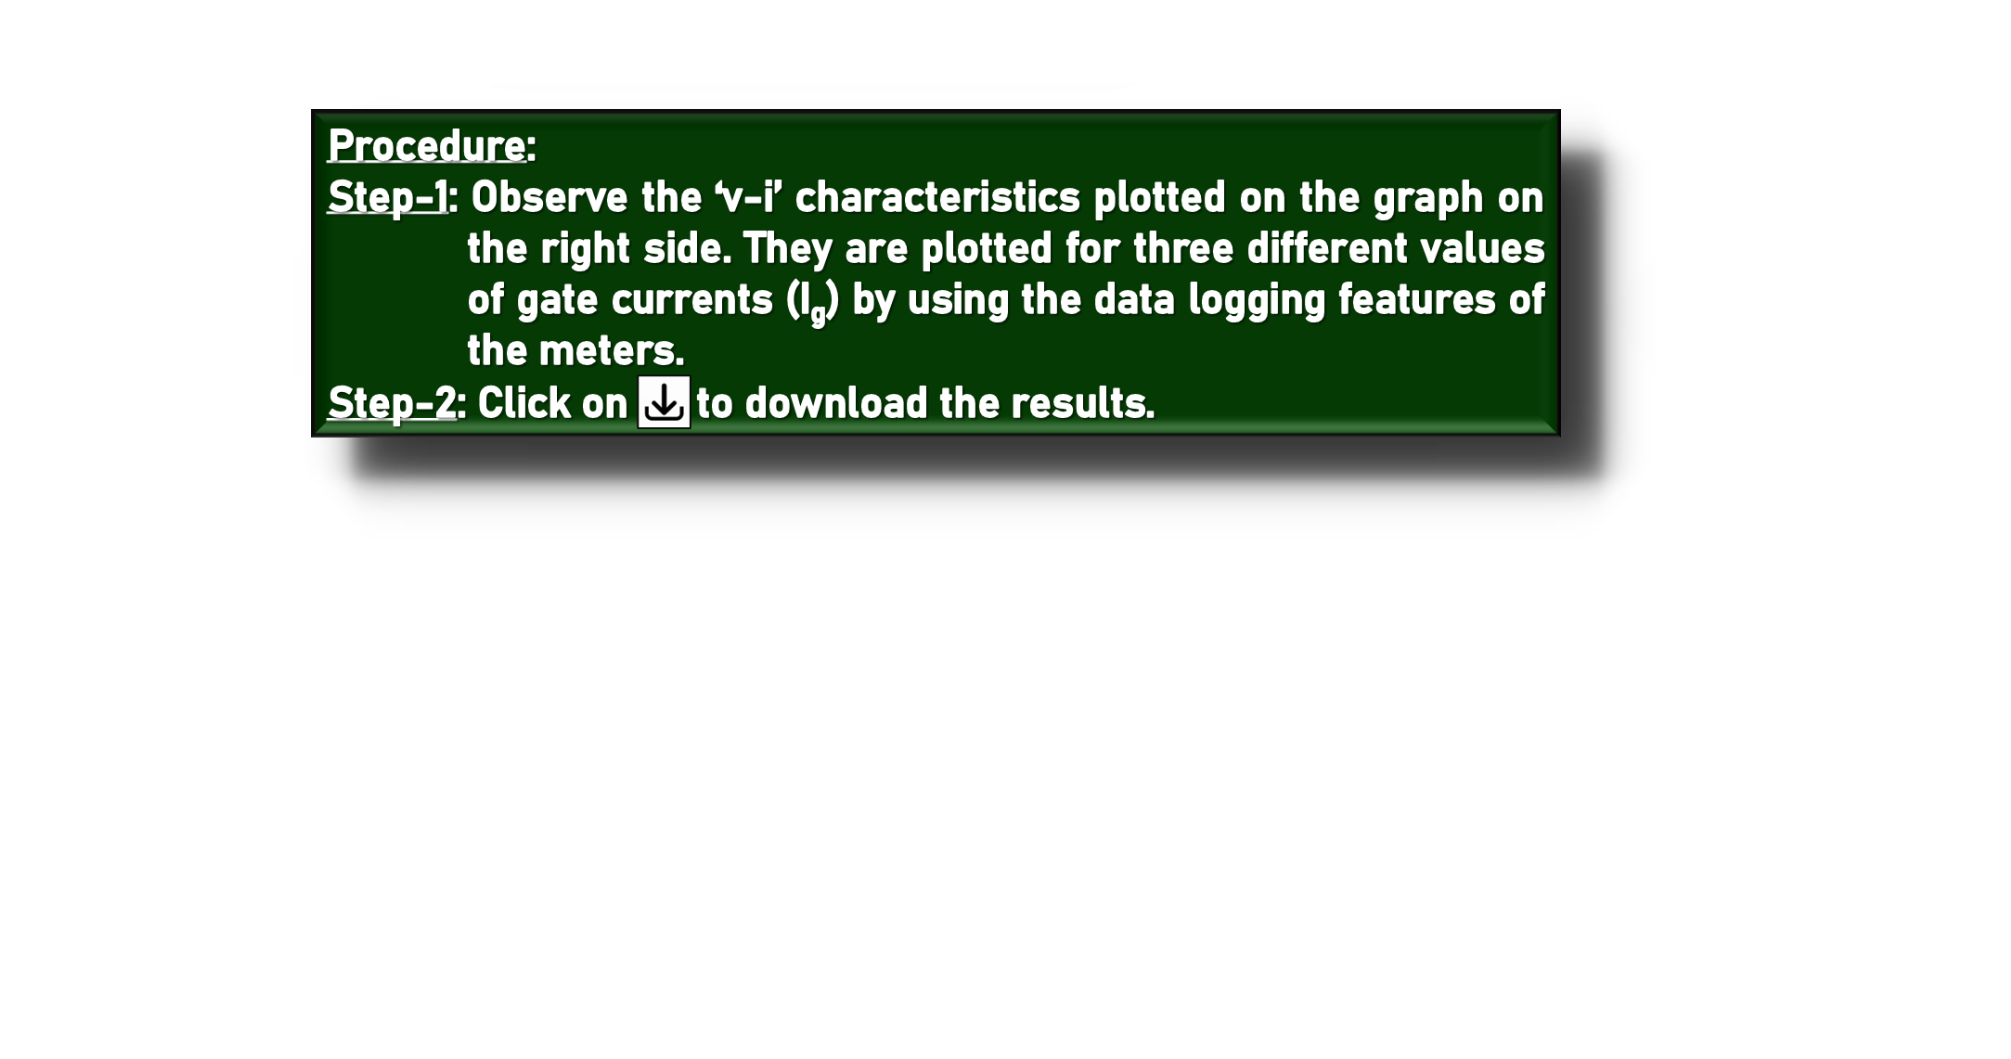 Procedure:
Step-1: Observe the ‘v-i’ characteristics plotted on the graph on
the right side. They are plotted for three different values
of gate currents (Ig) by using the data logging features of
the meters.
Step-2: Click on to download the results.